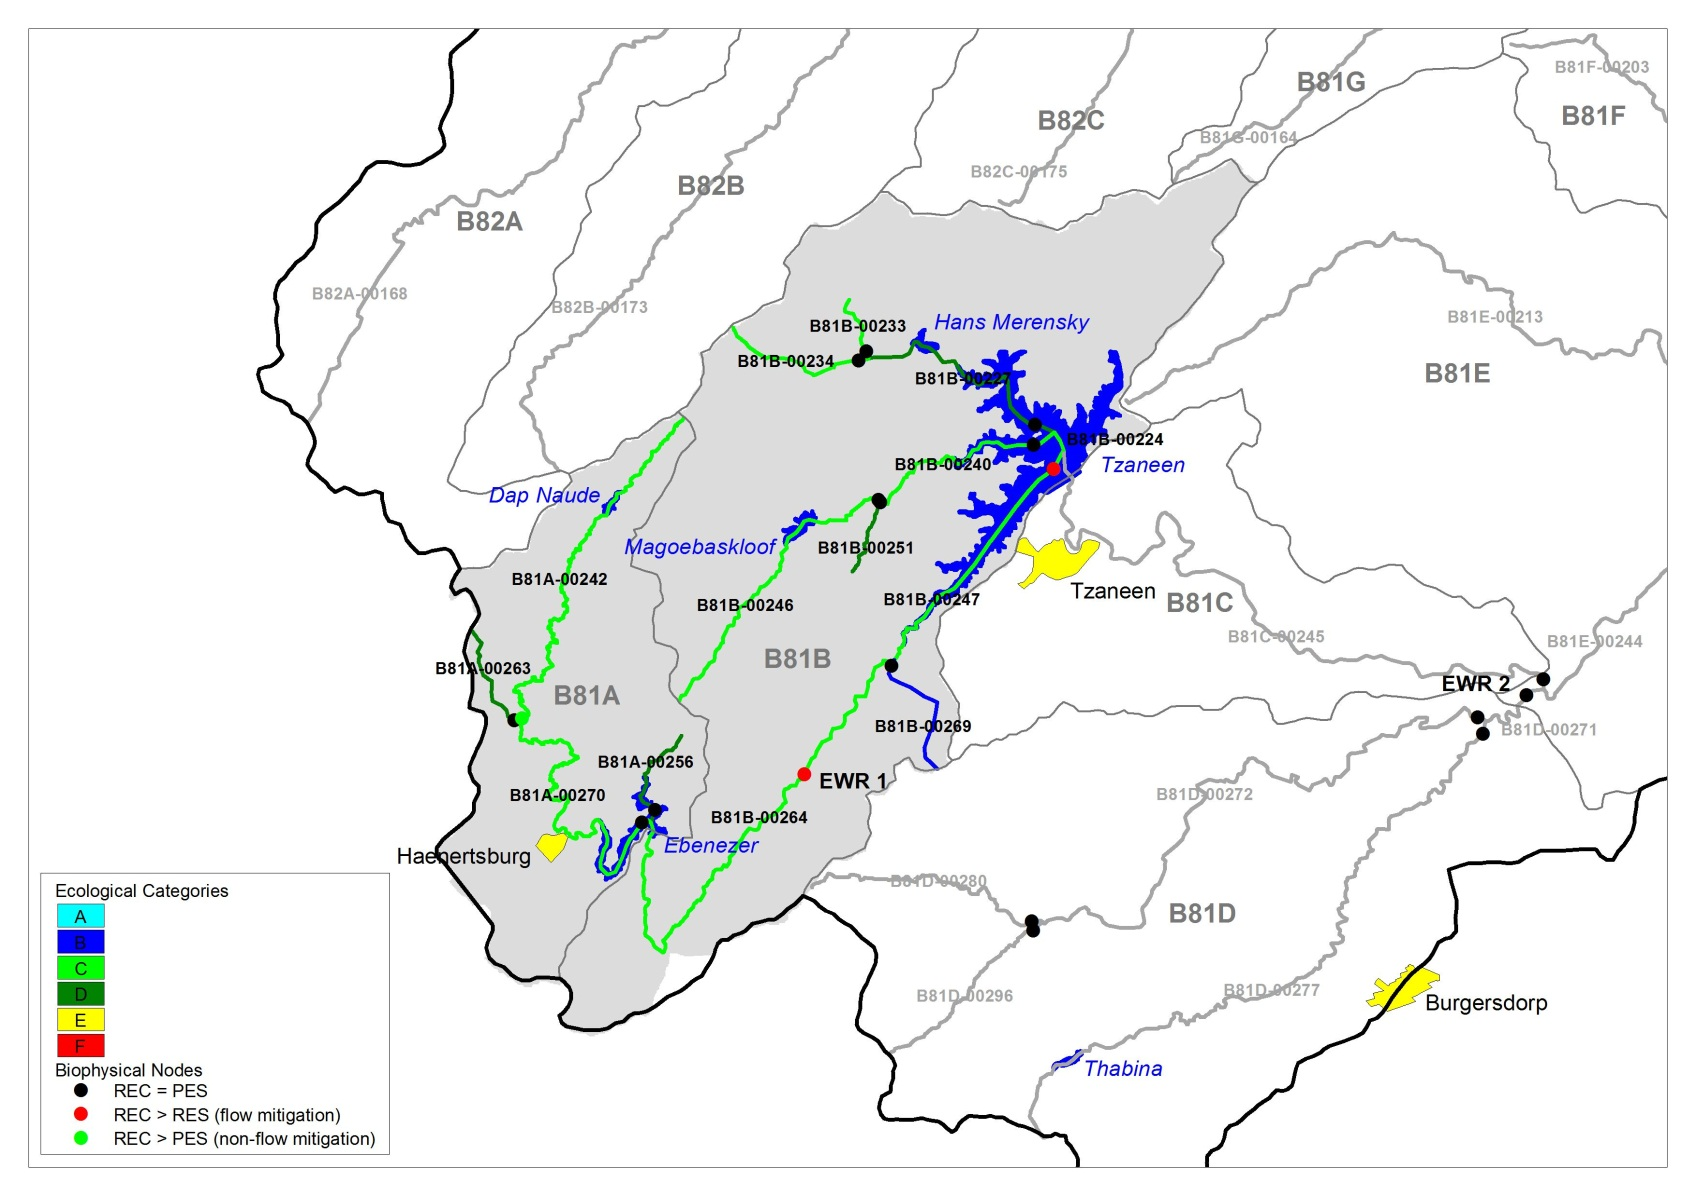 B81G
B81F-00203
B82C
B81F
B81G-00164
B82C-00175
B82B
B82A
B82A-00168
B82B-00173
B81E-00213
B81B-00233
Hans Merensky
B81B-00234
B81B-00227
B81E
B81B-00224
B81B-00240
Tzaneen
Dap Naude
Magoebaskloof
B81B-00251
B81A-00242
Tzaneen
B81B-00246
B81B-00247
B81C
B81C-00245
B81E-00244
B81B
B81A-00263
B81A
EWR 2
B81B-00269
B81D-00271
B81A-00256
EWR 1
B81A-00270
B81D-00272
B81B-00264
Ebenezer
Haenertsburg
B81D-00280
B81D
B81D-00296
B81D-00277
Burgersdorp
Thabina
Ecological Categories
A
B
C
D
E
F
Biophysical Nodes
REC = PES
REC > RES (flow mitigation)
REC > PES (non-flow mitigation)